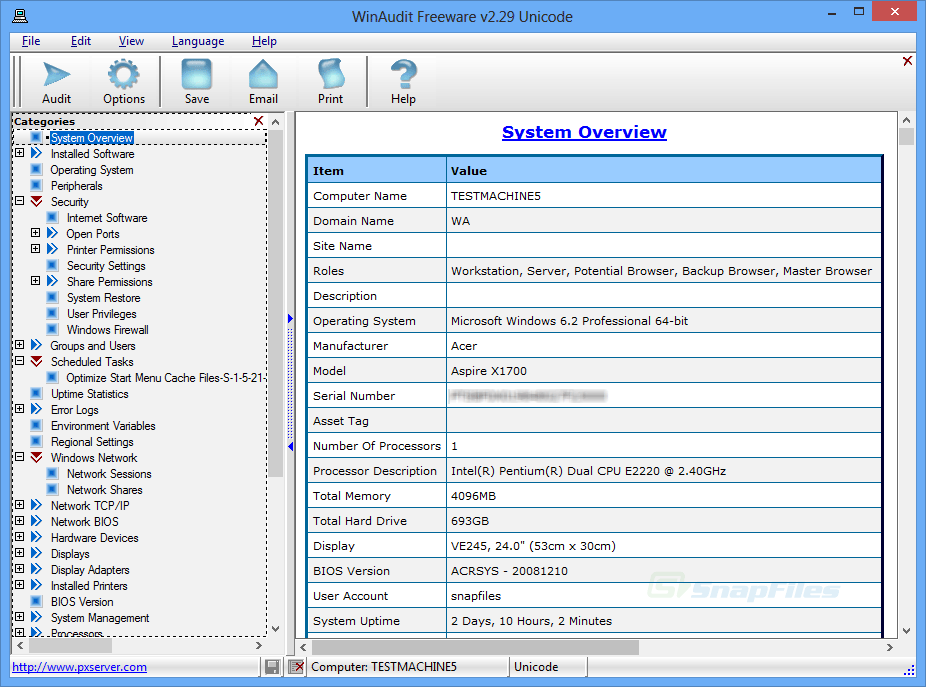 WinAudit Freeware v2.29 Unicode
File Edit View Language Help
Audit Options Save Email Print Help
Categories
System Overview
Installed Software
Operating System
Peripherals
Security
Internet Software
Open Ports
Printer Permissions
Security Settings
Share Permissions
System Restore
User Privileges
Windows Firewall
Groups and Users
Scheduled Tasks
Optimize Start Menu Cache Files-S-1-5-21-
Uptime Statistics
Error Logs
Environment Variables
Regional Settings
Windows Network
Network Sessions
Network Shares
Network TCP/IP
Network BIOS
Hardware Devices
Displays
Display Adapters
Installed Printers
BIOS Version
System Management
Processors
System Overview
Item Value
Computer Name TESTMACHINE5
Domain Name WA
Site Name
Roles Workstation, Server, Potential Browser, Backup Browser, Master Browser
Description
Operating System Microsoft Windows 6.2 Professional 64-bit
Manufacturer Acer
Model Aspire X1700
Serial Number
Asset Tag
Number Of Processors 1
Processor Description Intel(R) Pentium(R) Dual CPU E2220 @ 2.40GHz
Total Memory 4096MB
Total Hard Drive 693GB
Display VE245, 24.0" (53cm x 30cm)
BIOS Version ACRSYS - 20081210
User Account snapfiles
System Uptime 2 Days, 10 Hours, 2 Minutes
SnapFiles
http://www.pxserver.com Computer: TESTMACHINE5 Unicode